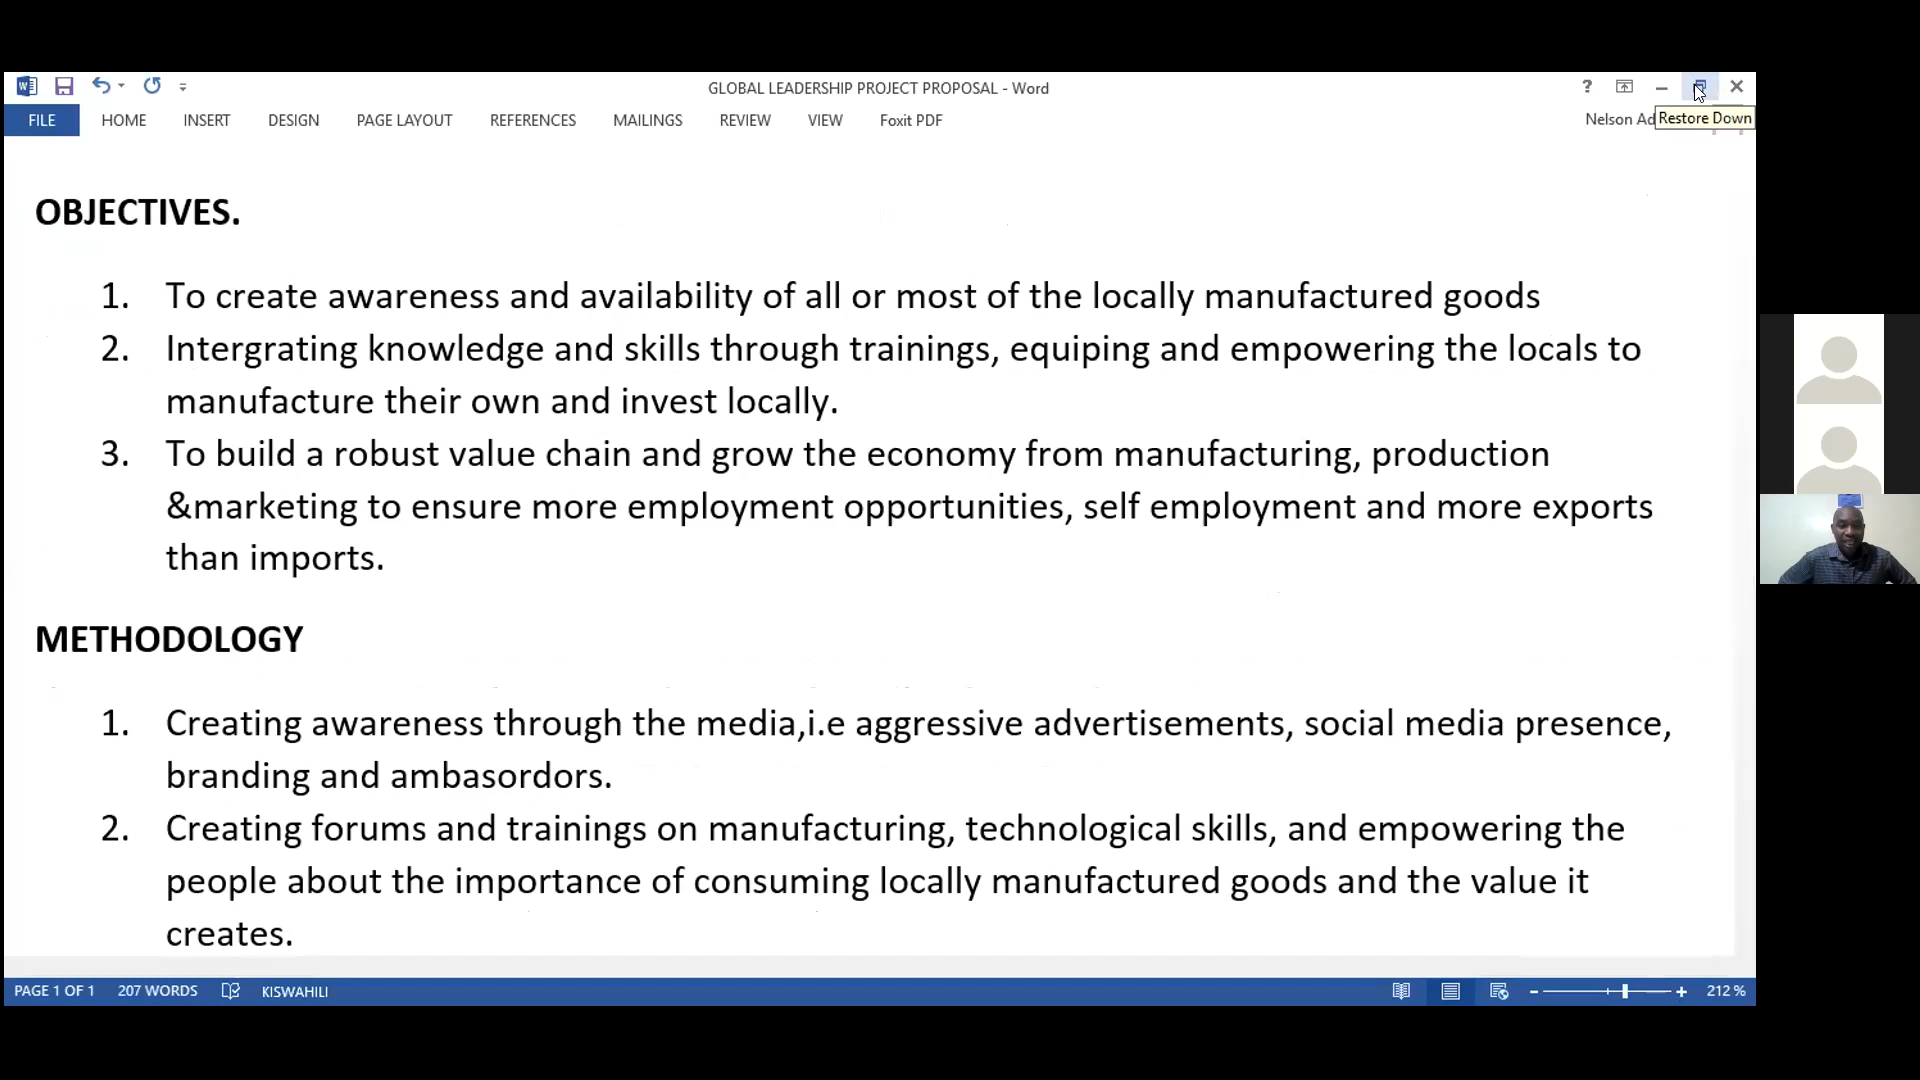 GLOBAL LEADERSHIP PROJECT PROPOSAL - Word
?
FILE HOME INSERT DESIGN PAGE LAYOUT REFERENCES MAILINGS REVIEW VIEW Foxit PDF Nelson Ad
Restore Down
OBJECTIVES.
1. To create awareness and availability of all or most of the locally manufactured goods
2. Intergrating knowledge and skills through trainings, equiping and empowering the locals to
manufacture their own and invest locally.
3. To build a robust value chain and grow the economy from manufacturing, production
&marketing to ensure more employment opportunities, self employment and more exports
than imports.
METHODOLOGY
1. Creating awareness through the media,i.e aggressive advertisements, social media presence,
branding and ambasordors.
2. Creating forums and trainings on manufacturing, technological skills, and empowering the
people about the importance of consuming locally manufactured goods and the value it
creates.
PAGE 1 OF 1 207 WORDS KISWAHILI 212 %